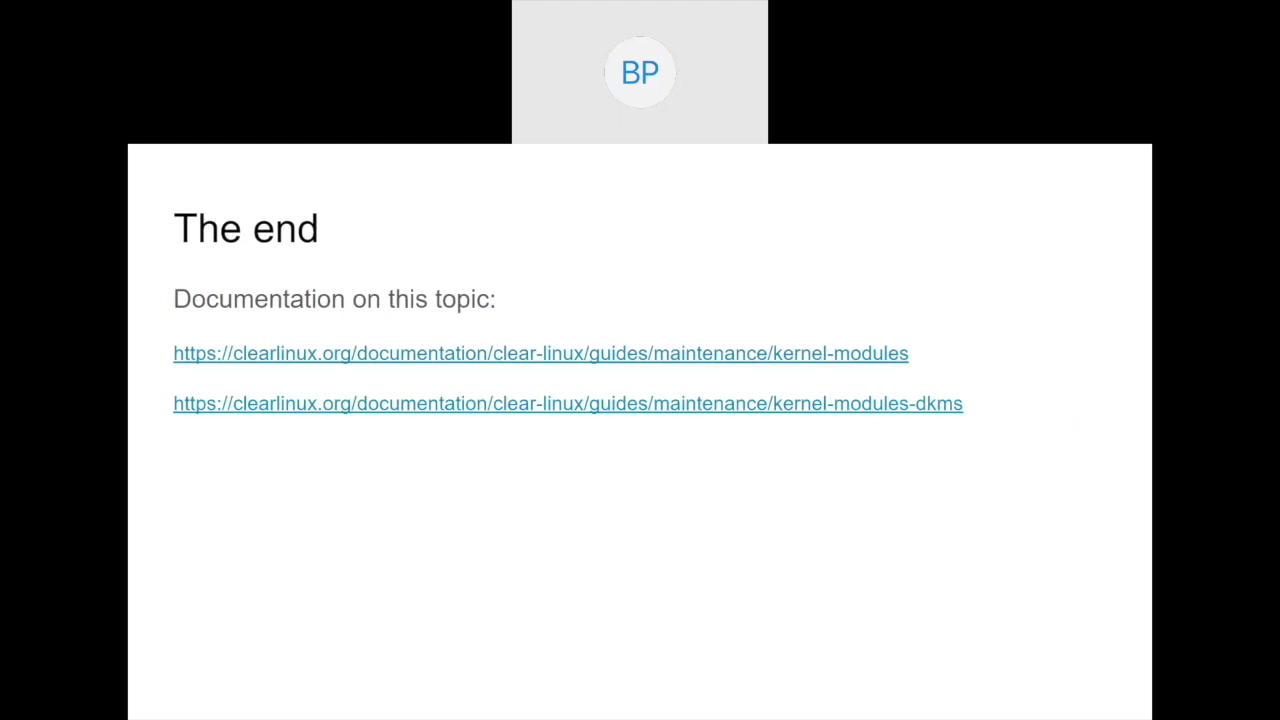 BP
The end
Documentation on this topic:
https://clearlinux.org/documentation/clear-linux/guides/maintenance/kernel-modules
https://clearlinux.org/documentation/clear-linux/guides/maintenance/kernel-modules-dkms